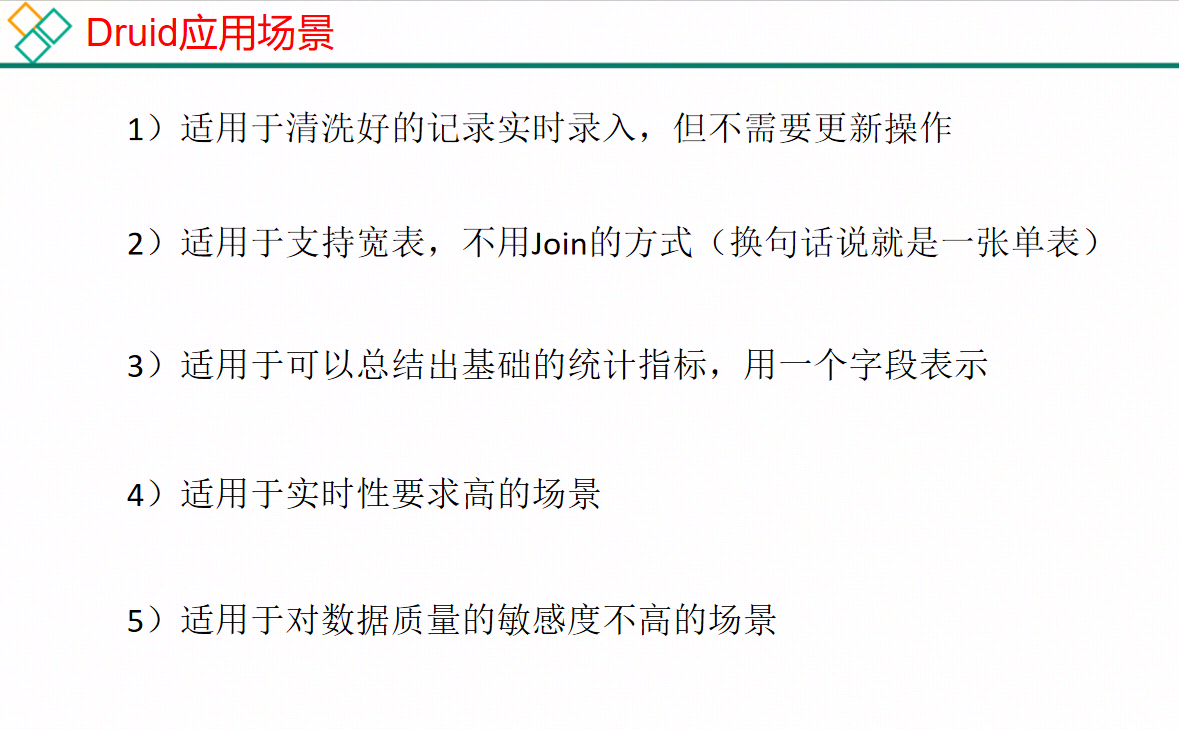 Druid应用场景
1）适用于清洗好的记录实时录入，但不需要更新操作
2）适用于支持宽表，不用Join的方式（换句话说就是一张单表）
3）适用于可以总结出基础的统计指标，用一个字段表示
4）适用于实时性要求高的场景
5）适用于对数据质量的敏感度不高的场景